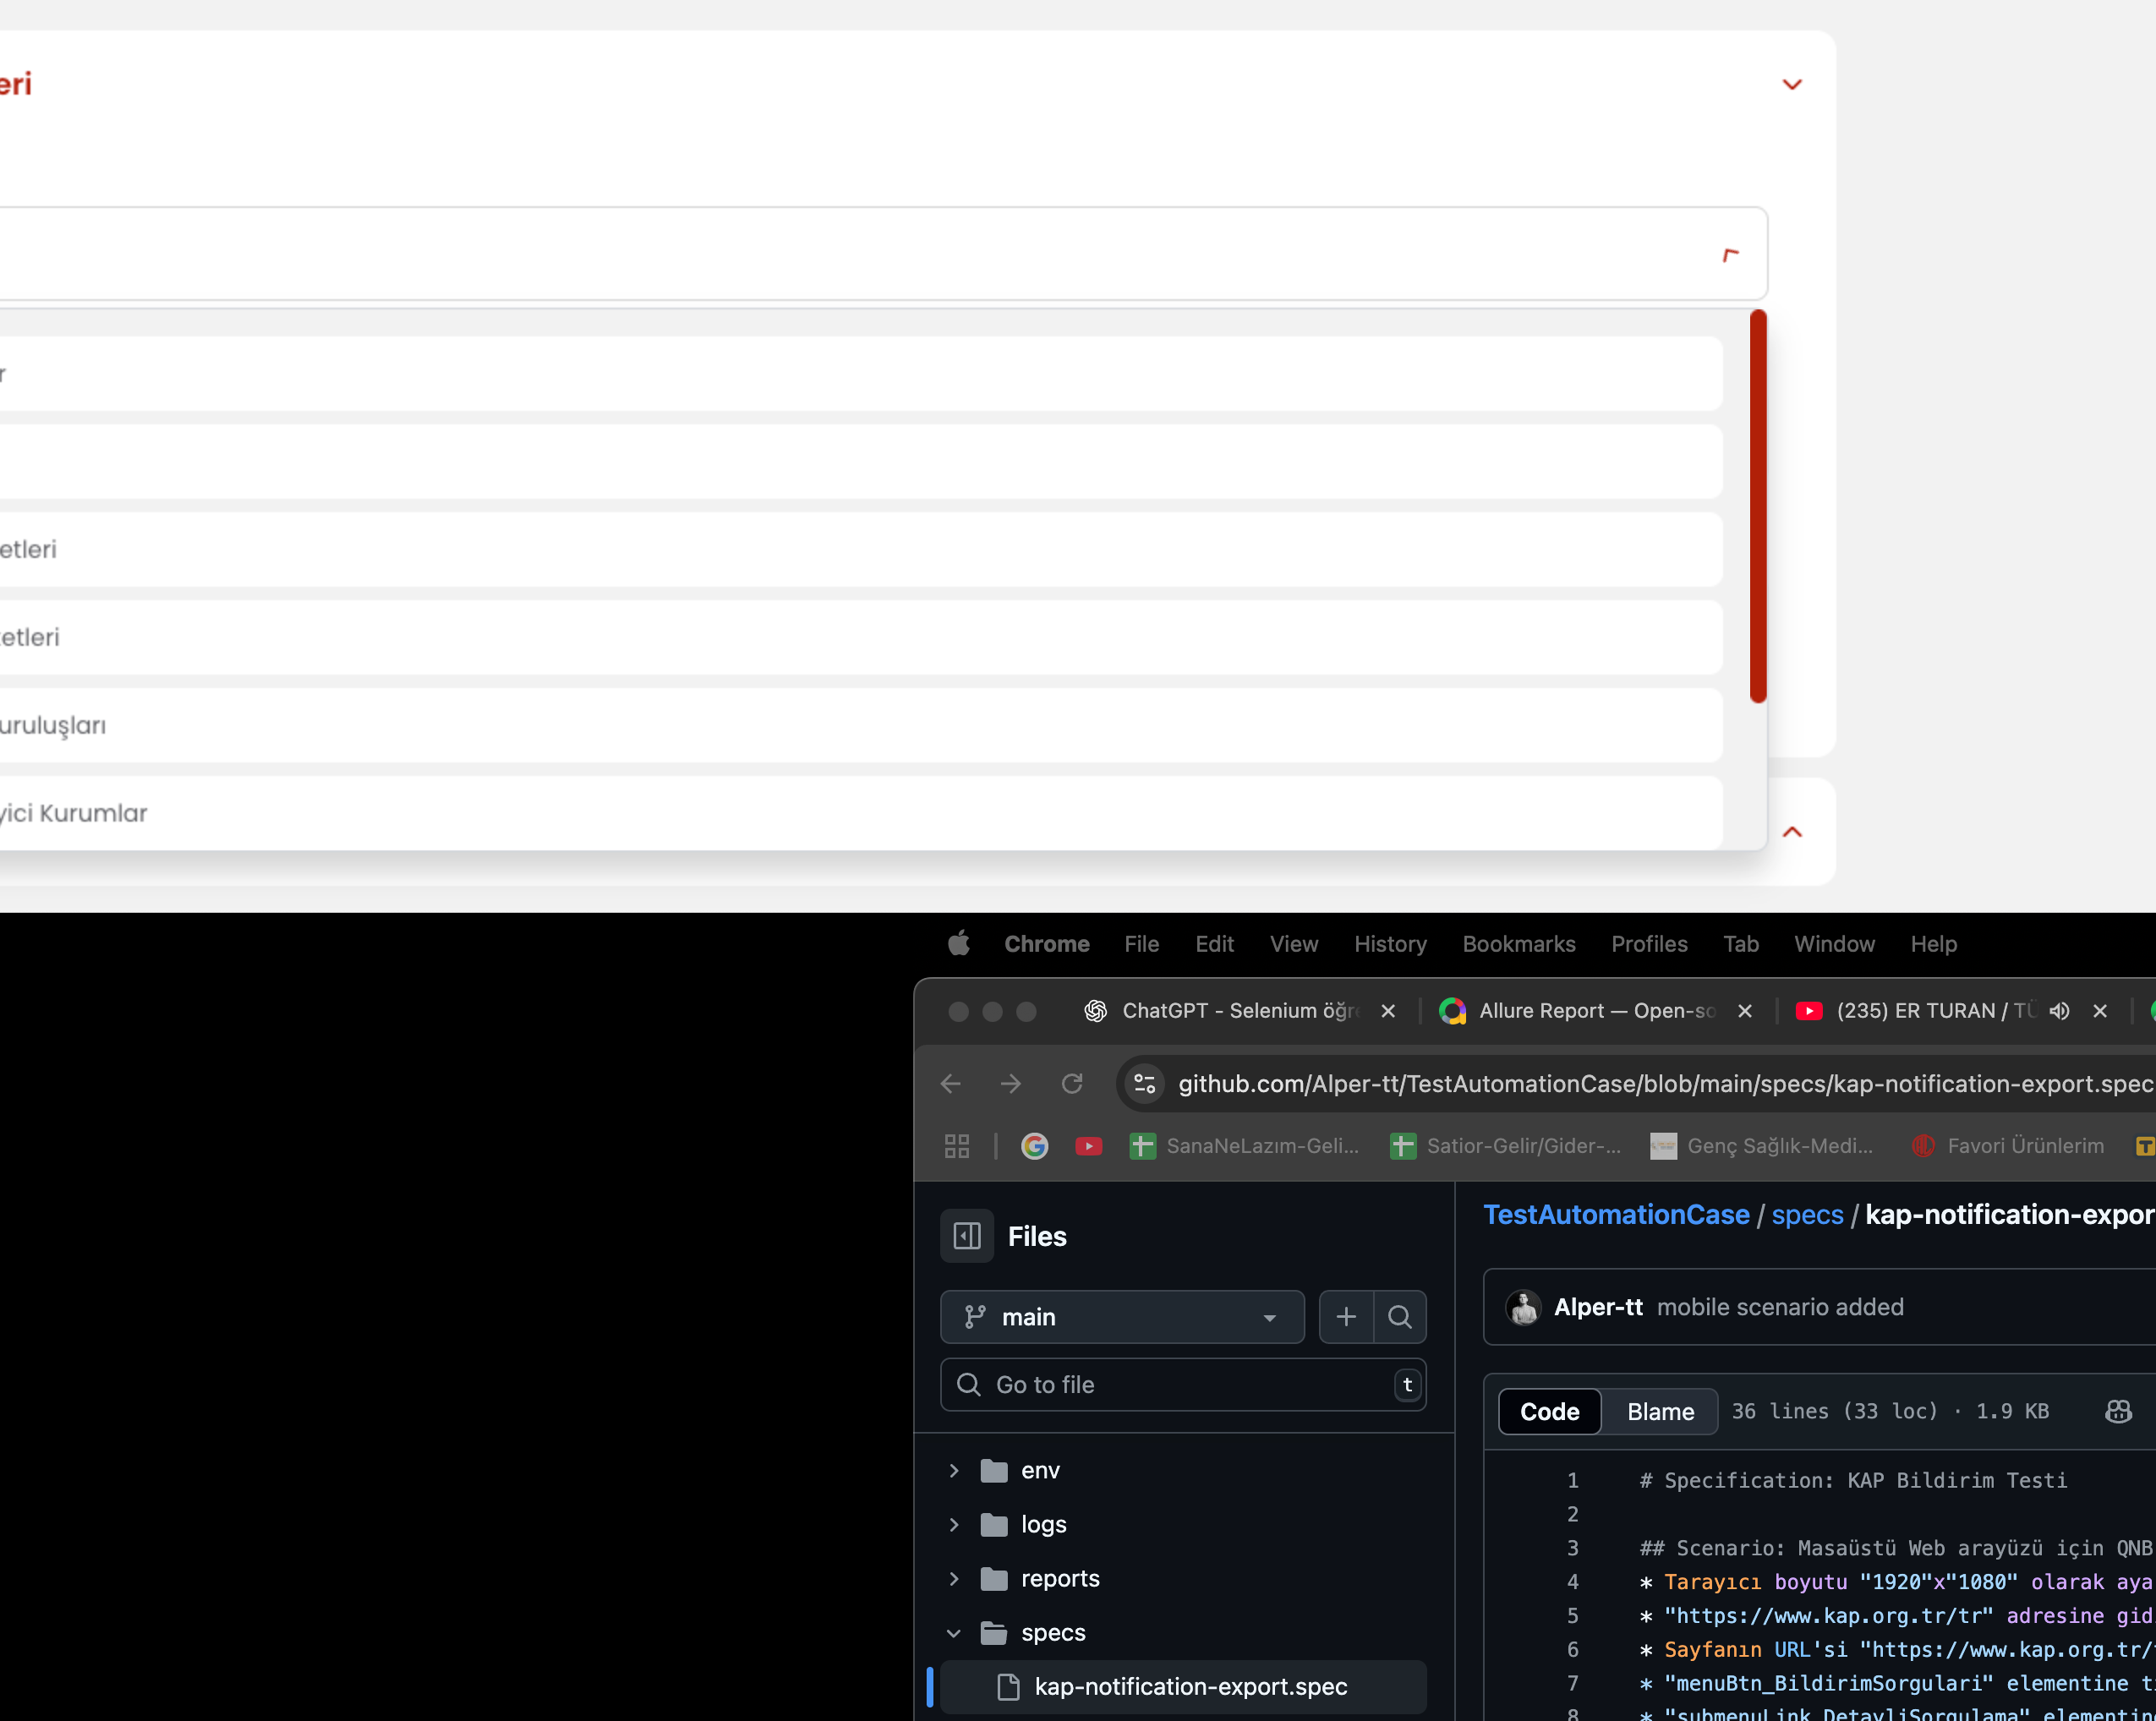 eri
r
etleri
etleri
uruluşları
yici Kurumlar
Chrome File Edit View History Bookmarks Profiles Tab Window Help
ChatGPT - Selenium öğre
Allure Report — Open-so
(235) ER TURAN / TÜ
github.com/Alper-tt/TestAutomationCase/blob/main/specs/kap-notification-export.spec
SanaNeLazım-Geli... Satior-Gelir/Gider-... Genç Sağlık-Medi... Favori Ürünlerim
Files
main
Go to file t
env
logs
reports
specs
kap-notification-export.spec
TestAutomationCase / specs / kap-notification-expor
Alper-tt mobile scenario added
Code Blame 36 lines (33 loc) · 1.9 KB
1 # Specification: KAP Bildirim Testi
2
3 ## Scenario: Masaüstü Web arayüzü için QNB
4 * Tarayıcı boyutu "1920"x"1080" olarak aya
5 * "https://www.kap.org.tr/tr" adresine gid
6 * Sayfanın URL'si "https://www.kap.org.tr/
7 * "menuBtn_BildirimSorgulari" elementine t
8 * "submenuLink_DetayliSorgulama" elementin